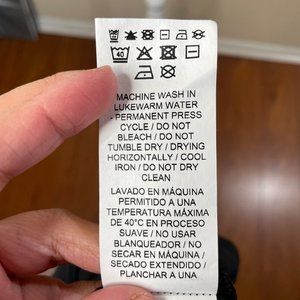 40
MACHINE WASH IN
LUKEWARM WATER
- PERMANENT PRESS
CYCLE / DO NOT
BLEACH / DO NOT
TUMBLE DRY / DRYING
HORIZONTALLY / COOL
IRON / DO NOT DRY
CLEAN
LAVADO EN MÁQUINA
PERMITIDO A UNA
TEMPERATURA MÁXIMA
DE 40°C EN PROCESO
SUAVE / NO USAR
BLANQUEADOR / NO
SECAR EN MÁQUINA /
SECADO EXTENDIDO /
PLANCHAR A UNA